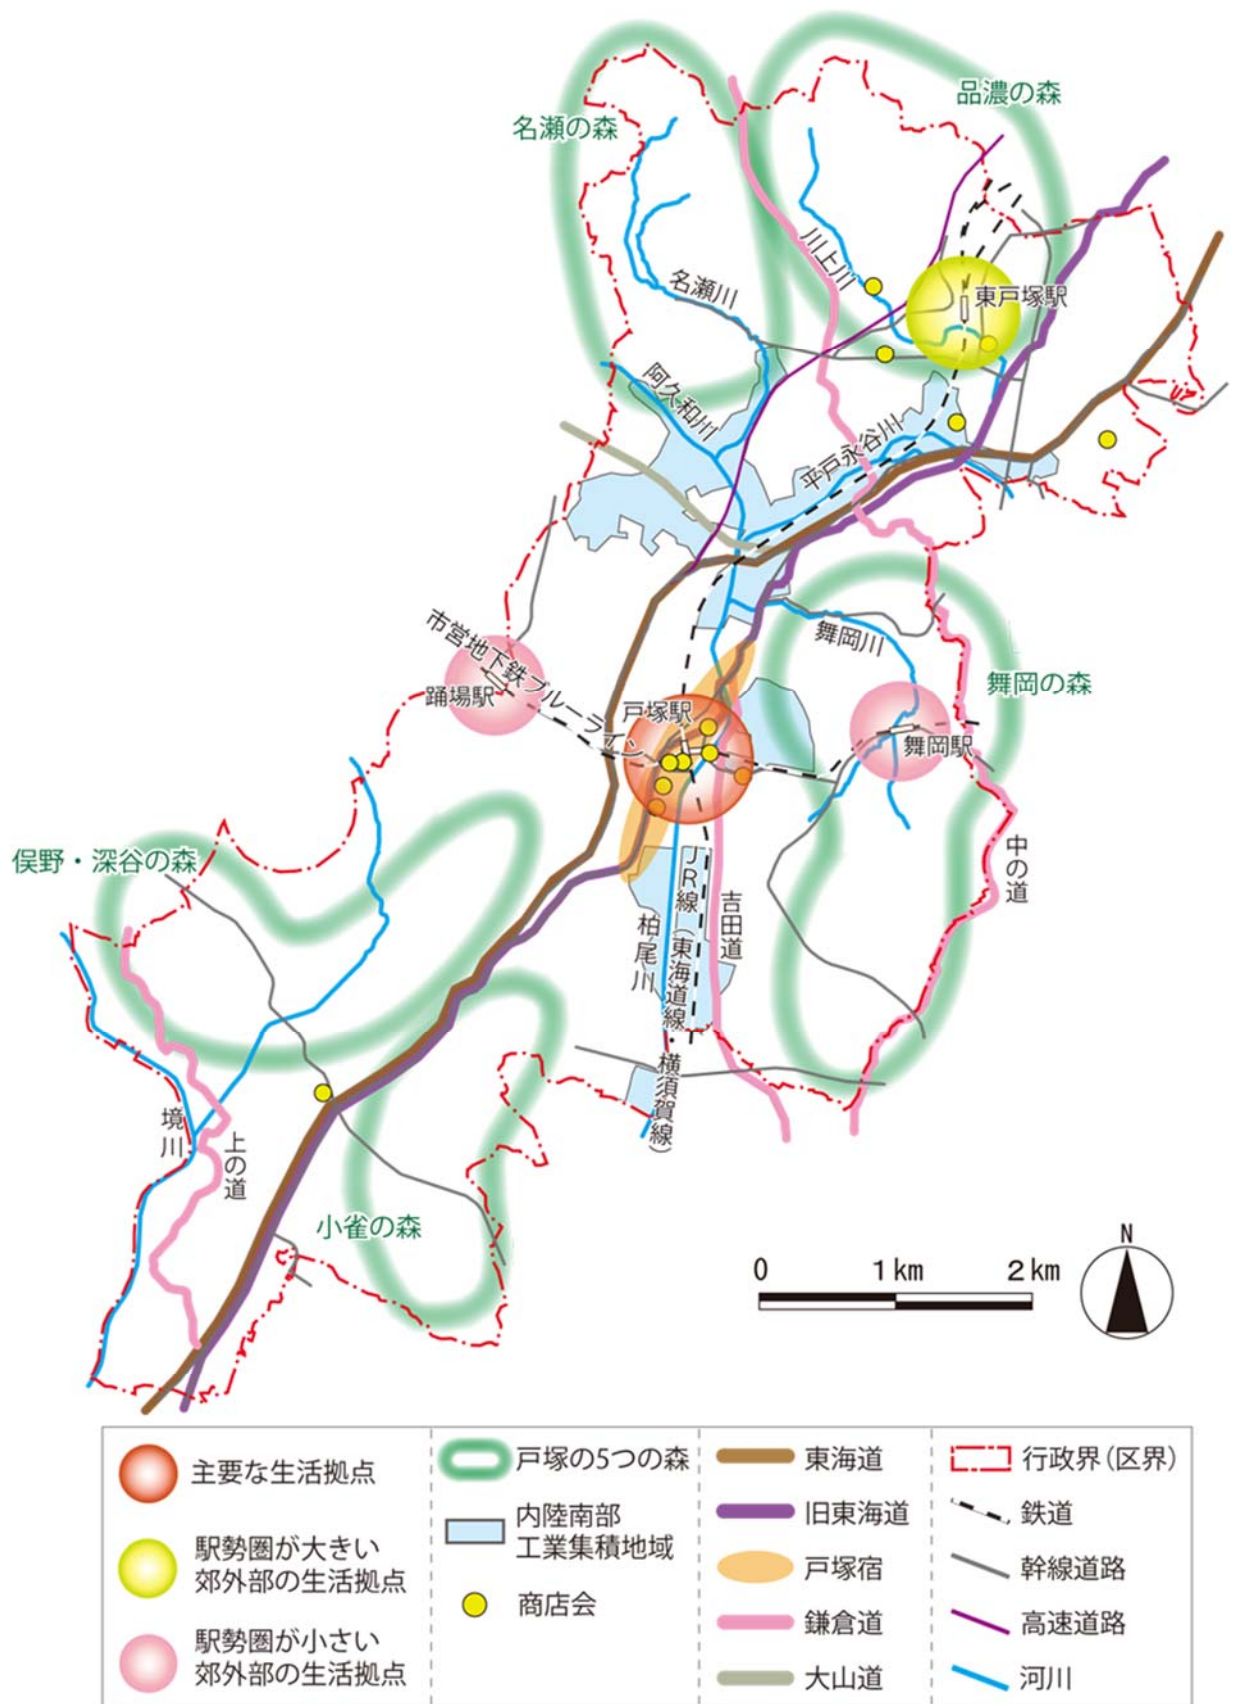 品濃の森
名瀬の森
川上川
名瀬川
東戸塚駅
阿久和川
平戸永谷川
舞岡川
市営地下鉄ブルーライン
舞岡の森
踊場駅
戸塚駅
舞岡駅
中の道
俣野・深谷の森
JR線(東海道線・横須賀線)
吉田道
柏尾川
境川
上の道
小雀の森
N
0 1km 2km
主要な生活拠点
駅勢圏が大きい
郊外部の生活拠点
駅勢圏が小さい
郊外部の生活拠点
戸塚の5つの森
内陸南部
工業集積地域
商店会
東海道
旧東海道
戸塚宿
鎌倉道
大山道
行政界(区界)
鉄道
幹線道路
高速道路
河川